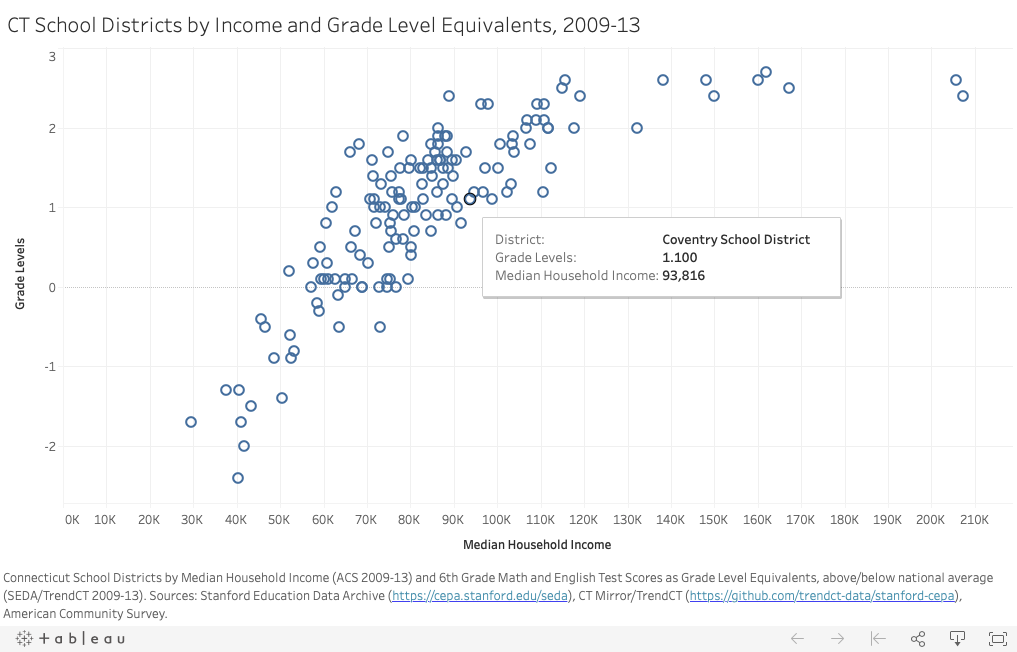 CT School Districts by Income and Grade Level Equivalents, 2009-13
3
2
1
0
-1
-2
Grade Levels
District: Coventry School District
Grade Levels: 1.100
Median Household Income: 93,816
0K 10K 20K 30K 40K 50K 60K 70K 80K 90K 100K 110K 120K 130K 140K 150K 160K 170K 180K 190K 200K 210K
Median Household Income
Connecticut School Districts by Median Household Income (ACS 2009-13) and 6th Grade Math and English Test Scores as Grade Level Equivalents, above/below national average
(SEDA/TrendCT 2009-13). Sources: Stanford Education Data Archive (https://cepa.stanford.edu/seda), CT Mirror/TrendCT (https://github.com/trendct-data/stanford-cepa),
American Community Survey.
+ a b l e a u